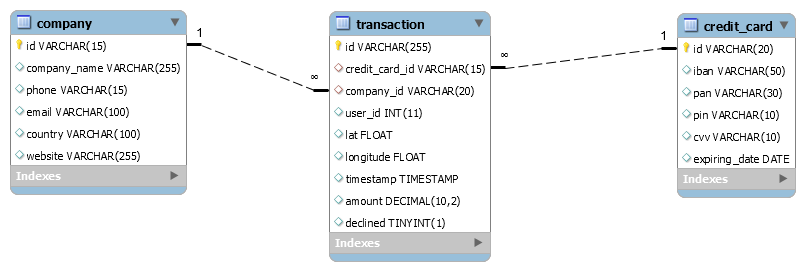 company
id VARCHAR(15)
company_name VARCHAR(255)
phone VARCHAR(15)
email VARCHAR(100)
country VARCHAR(100)
website VARCHAR(255)
Indexes
1
∞
transaction
id VARCHAR(255)
credit_card_id VARCHAR(15)
company_id VARCHAR(20)
user_id INT(11)
lat FLOAT
longitude FLOAT
timestamp TIMESTAMP
amount DECIMAL(10,2)
declined TINYINT(1)
Indexes
∞
1
credit_card
id VARCHAR(20)
iban VARCHAR(50)
pan VARCHAR(30)
pin VARCHAR(10)
cvv VARCHAR(10)
expiring_date DATE
Indexes